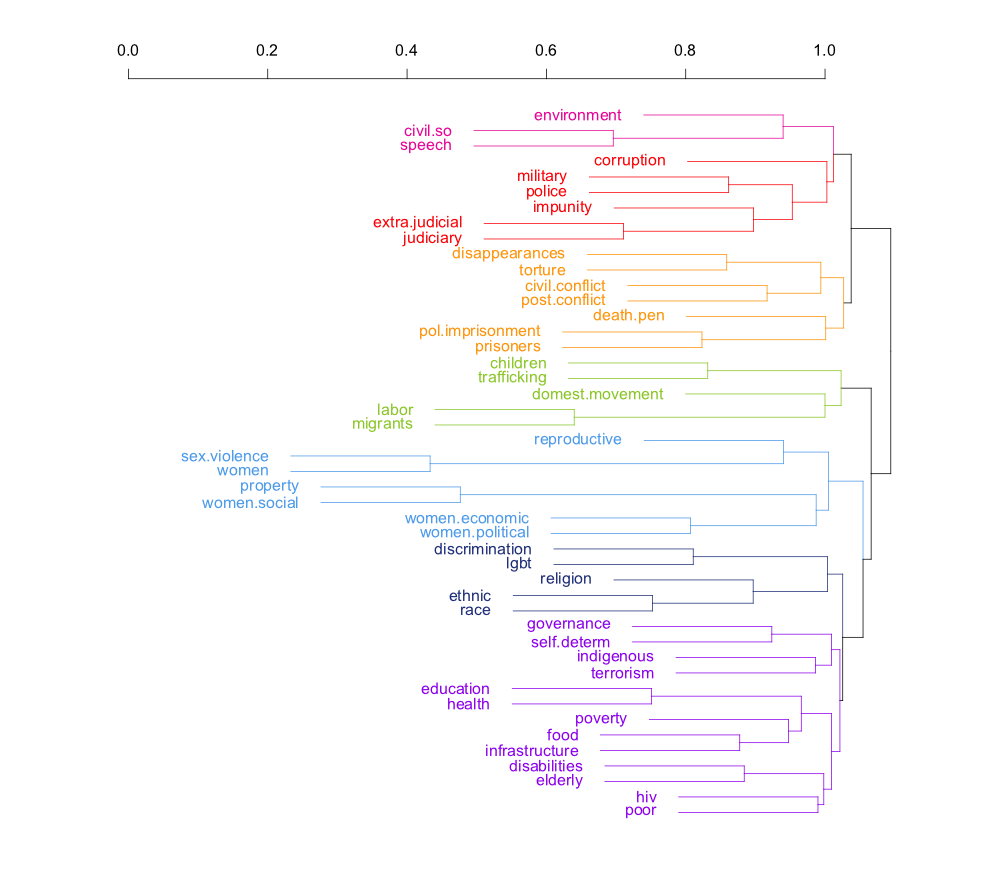 0.0 0.2 0.4 0.6 0.8 1.0
environment
civil.so
speech
corruption
military
police
impunity
extra.judicial
judiciary
disappearances
torture
civil.conflict
post.conflict
death.pen
pol.imprisonment
prisoners
children
trafficking
domest.movement
labor
migrants
reproductive
sex.violence
women
property
women.social
women.economic
women.political
discrimination
lgbt
religion
ethnic
race
governance
self.determ
indigenous
terrorism
education
health
poverty
food
infrastructure
disabilities
elderly
hiv
poor